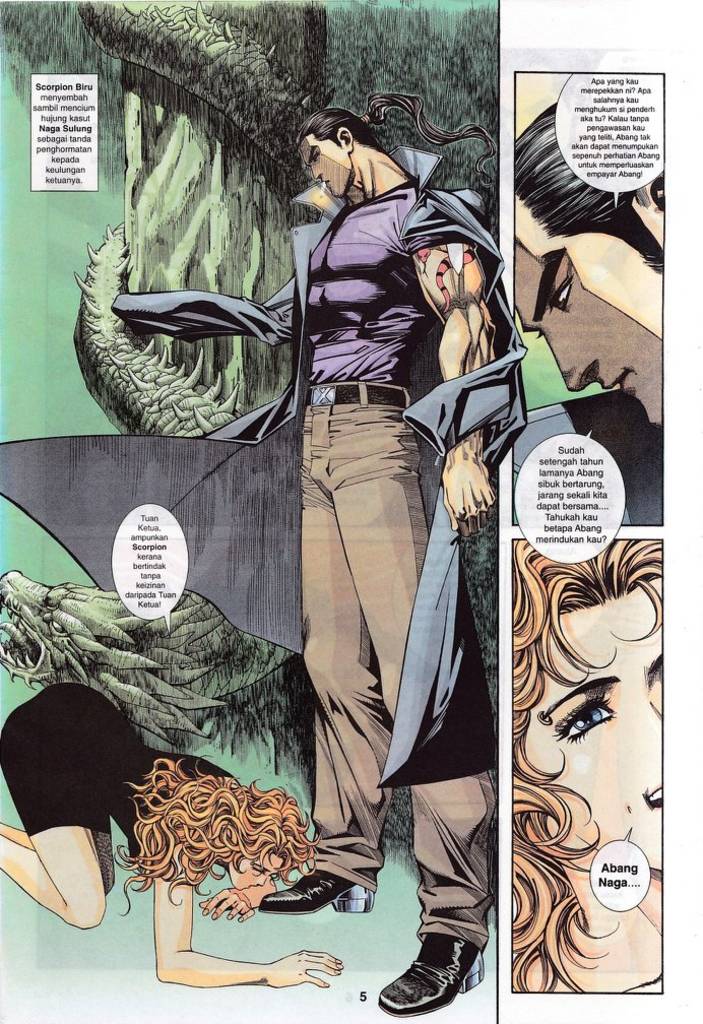 Scorpion Biru
menyembah
sambil mencium
hujung kasut
Naga Sulung
sebagai tanda
penghormatan
kepada
keulungan
ketuanya.
Tuan
Ketua,
ampunkan
Scorpion
kerana
bertindak
tanpa
keizinan
daripada Tuan
Ketua!
Apa yang kau
merepekkan ni? Apa
salahnya kau
menghukum si penderh
aka tu? Kalau tanpa
pengawasan kau
yang teliti, Abang tak
akan dapat menumpukan
sepenuh perhatian Abang
untuk memperluaskan
empayar Abang!
Sudah
setengah tahun
lamanya Abang
sibuk bertarung,
jarang sekali kita
dapat bersama....
Tahukah kau
betapa Abang
merindukan kau?
Abang
Naga....
5